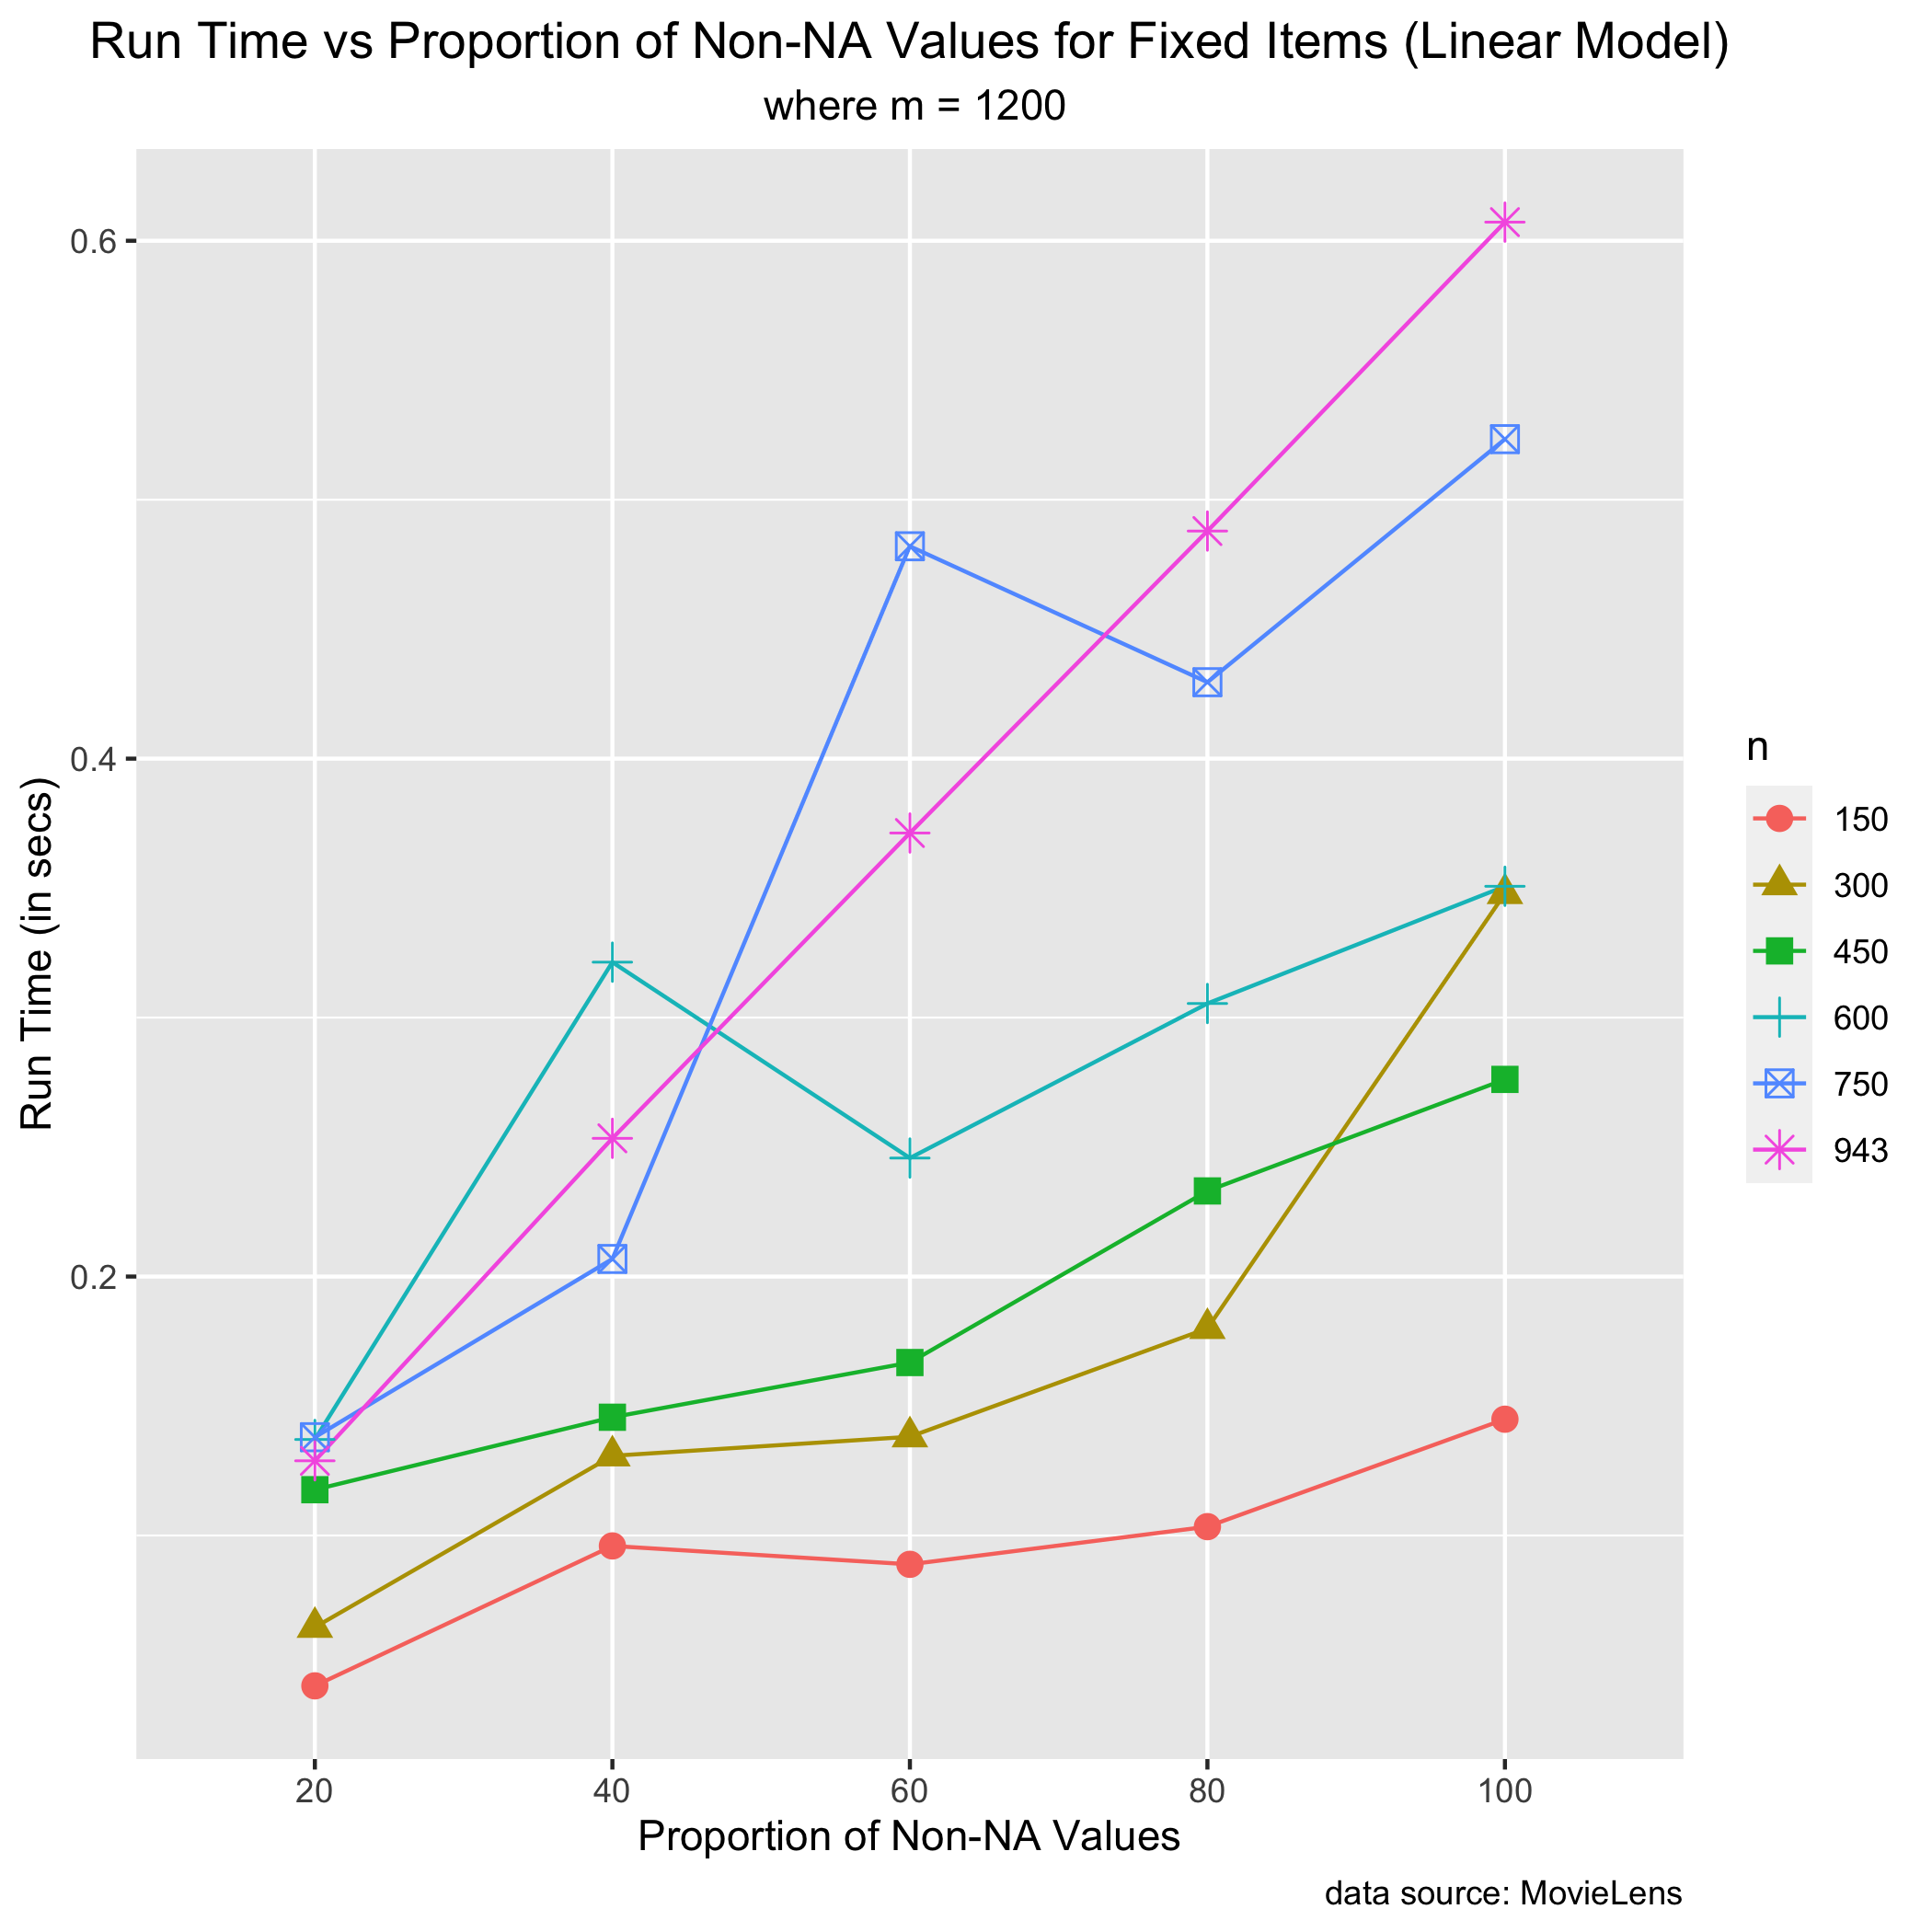 Run Time vs Proportion of Non-NA Values for Fixed Items (Linear Model)
where m = 1200
0.6
0.4
0.2
Run Time (in secs)
20
40
60
80
100
Proportion of Non-NA Values
n
150
300
450
600
750
943
data source: MovieLens